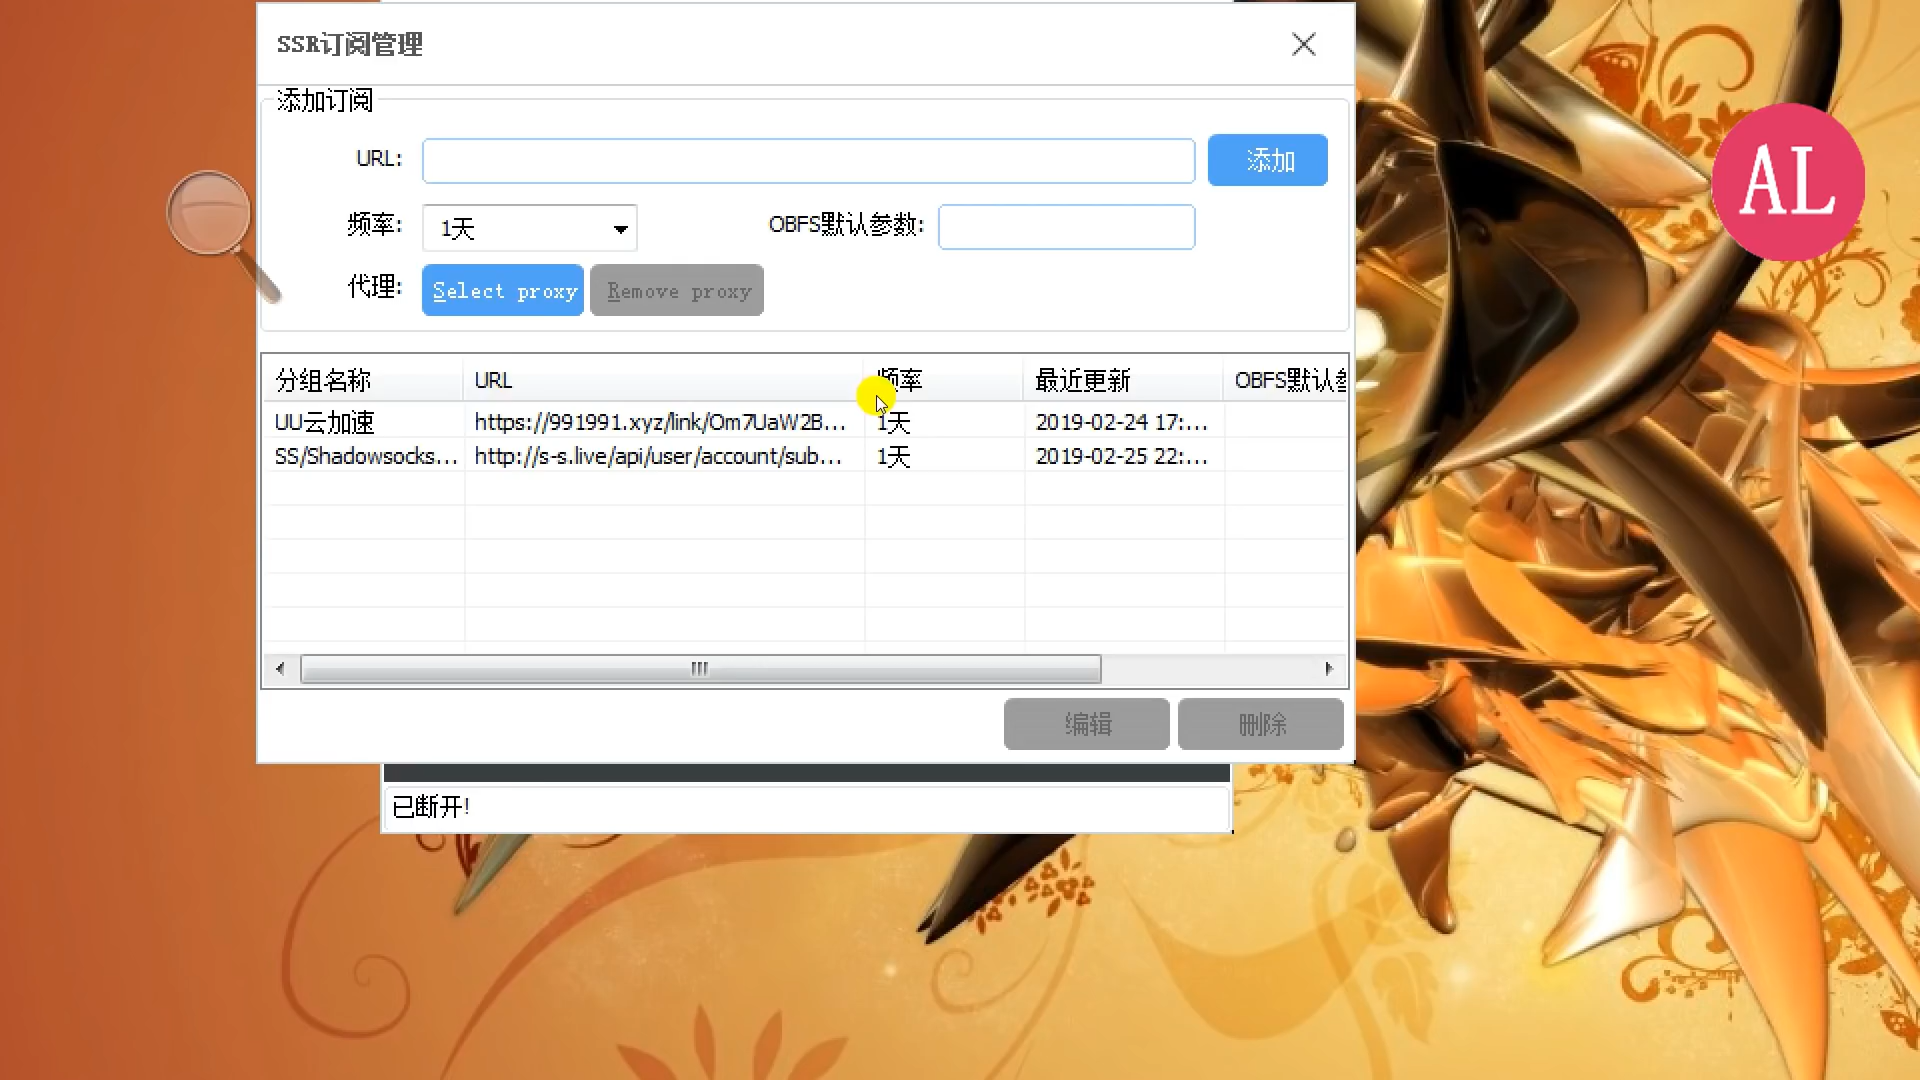 SSR订阅管理
添加订阅
URL:
添加
频率: 1天 OBFS默认参数:
代理: Select proxy Remove proxy
分组名称 URL 频率 最近更新 OBFS默认参
UU云加速 https://991991.xyz/link/Om7UaW2B... 1天 2019-02-24 17:...
SS/Shadowsocks... http://s-s.live/api/user/account/sub... 1天 2019-02-25 22:...
编辑 删除
已断开!
AL